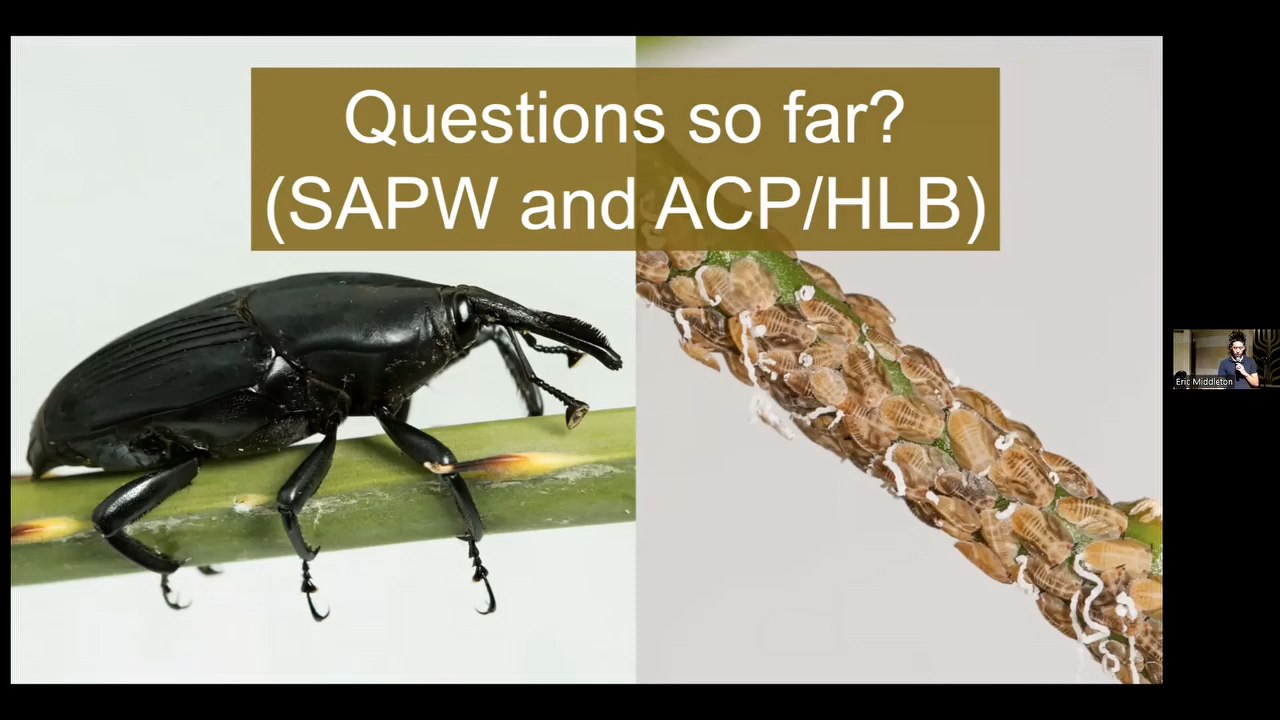 Questions so far?
(SAPW and ACP/HLB)
Eric Middleton